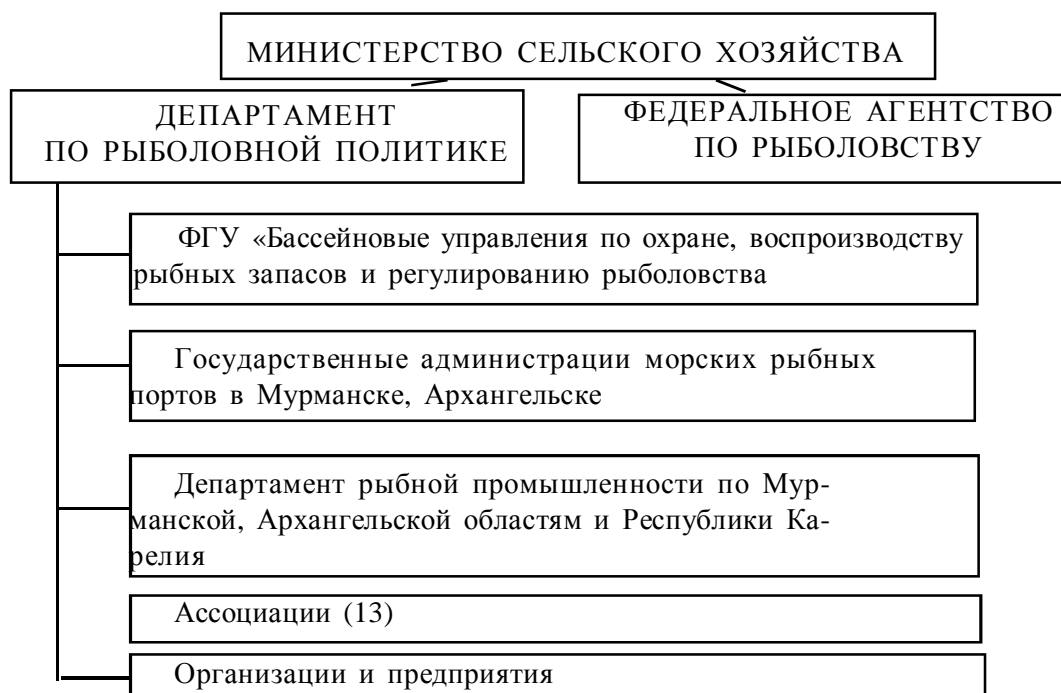 МИНИСТЕРСТВО СЕЛЬСКОГО ХОЗЯЙСТВА
ДЕПАРТАМЕНТ
ПО РЫБОЛОВНОЙ ПОЛИТИКЕ
ФЕДЕРАЛЬНОЕ АГЕНТСТВО
ПО РЫБОЛОВСТВУ
ФГУ «Бассейновые управления по охране, воспроизводству
рыбных запасов и регулированию рыболовства
Государственные администрации морских рыбных
портов в Мурманске, Архангельске
Департамент рыбной промышленности по Мур-
манской, Архангельской областям и Республики Ка-
релия
Ассоциации (13)
Организации и предприятия